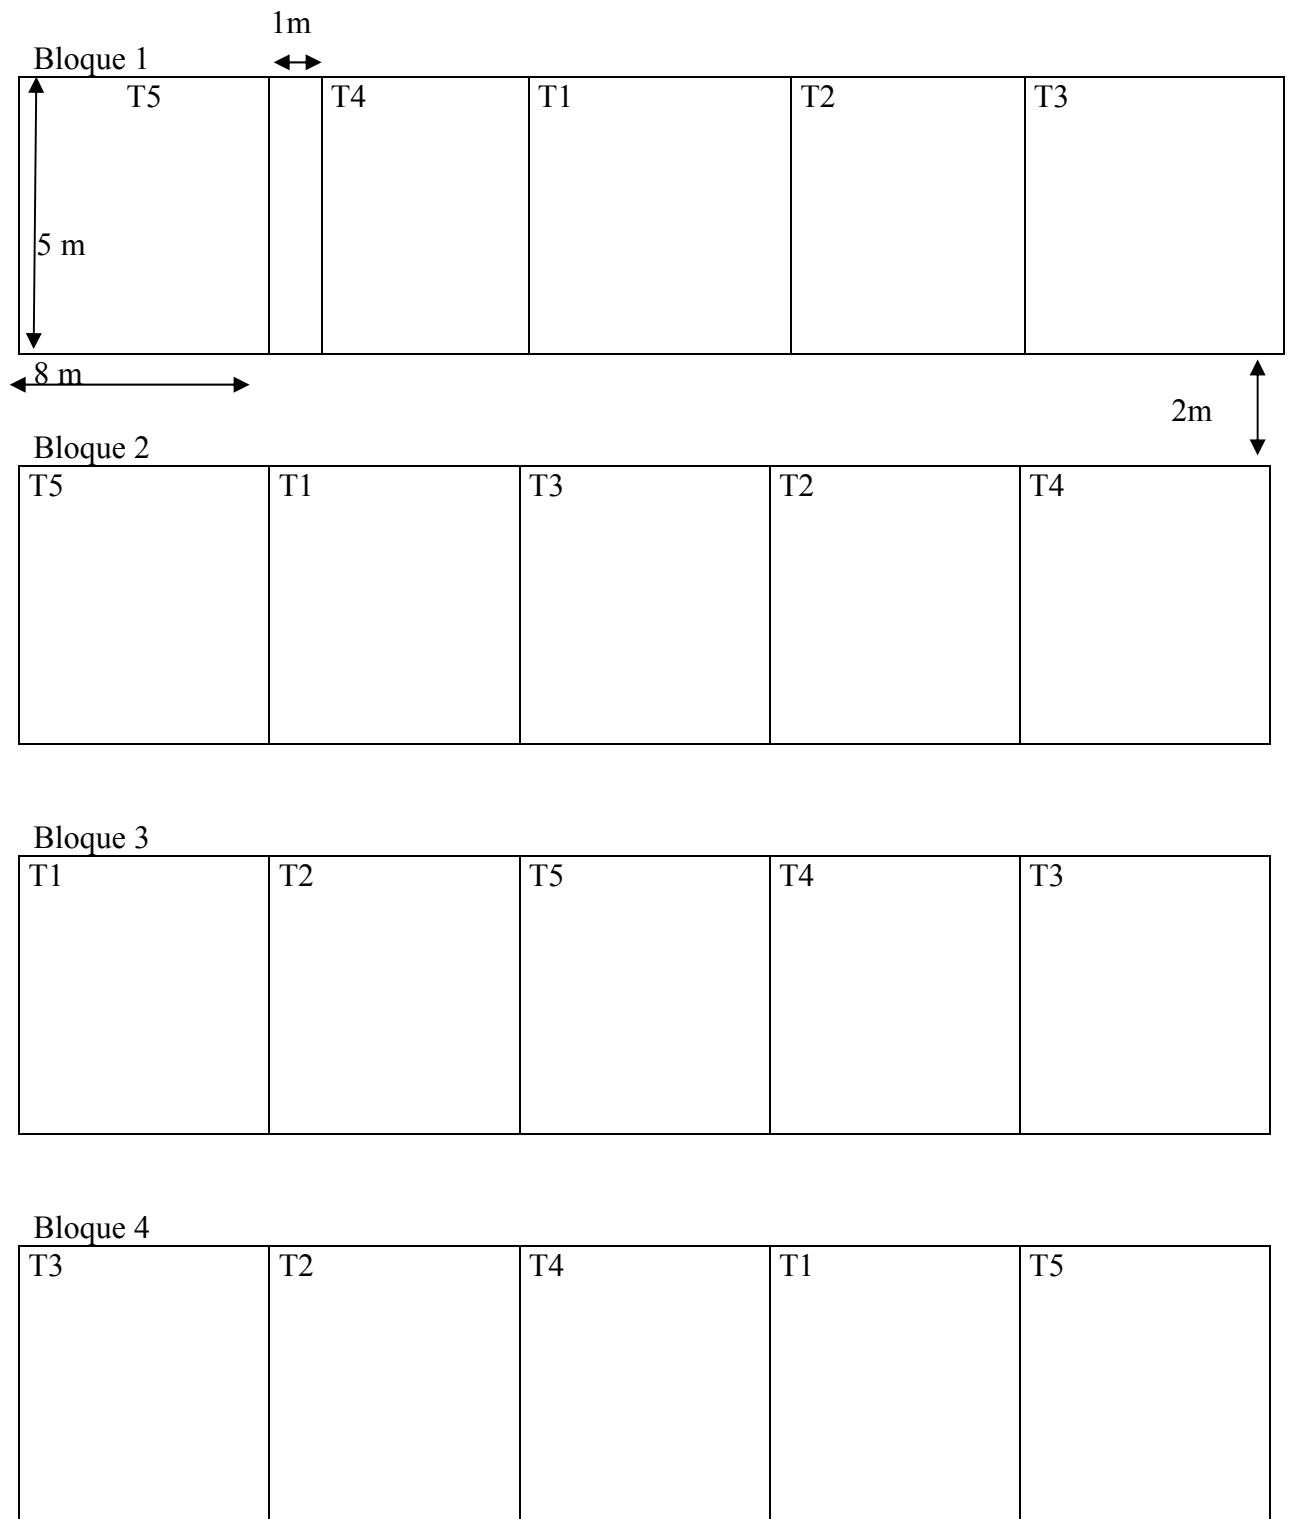 1m
Bloque 1
T5 T4 T1 T2 T3
5 m
8 m
2m
Bloque 2
T5 T1 T3 T2 T4
Bloque 3
T1 T2 T5 T4 T3
Bloque 4
T3 T2 T4 T1 T5